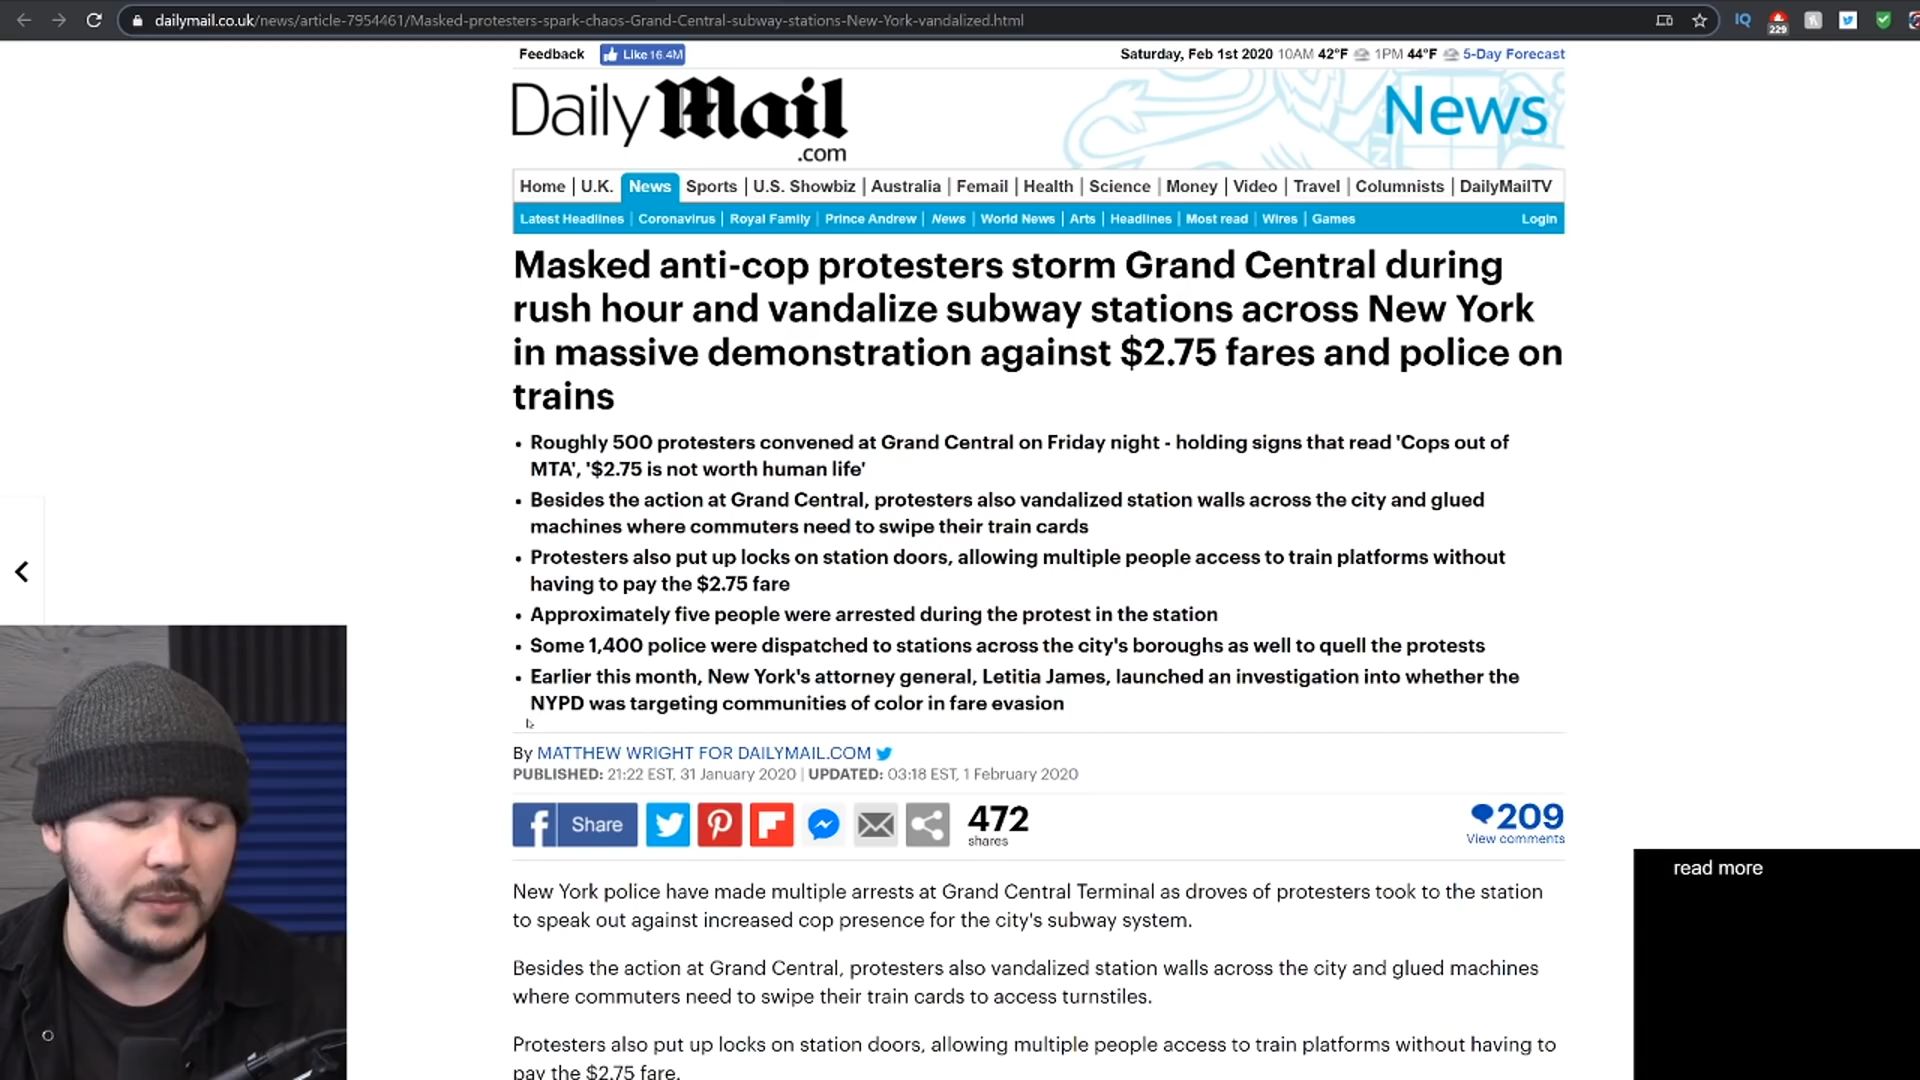 dailymail.co.uk/news/article-7954461/Masked-protesters-spark-chaos-Grand-Central-subway-stations-New-York-vandalized.html
IQ
229
Feedback
Like 16.4M
Saturday, Feb 1st 2020 10AM 42°F 1PM 44°F 5-Day Forecast
Daily Mail
.com
News
Home | U.K. News Sports | U.S. Showbiz | Australia | Femail | Health | Science | Money | Video | Travel | Columnists | DailyMailTV
Latest Headlines | Coronavirus | Royal Family | Prince Andrew | News | World News | Arts | Headlines | Most read | Wires | Games Login
Masked anti-cop protesters storm Grand Central during
rush hour and vandalize subway stations across New York
in massive demonstration against $2.75 fares and police on
trains
• Roughly 500 protesters convened at Grand Central on Friday night - holding signs that read 'Cops out of
MTA', '$2.75 is not worth human life'
• Besides the action at Grand Central, protesters also vandalized station walls across the city and glued
machines where commuters need to swipe their train cards
• Protesters also put up locks on station doors, allowing multiple people access to train platforms without
having to pay the $2.75 fare
• Approximately five people were arrested during the protest in the station
• Some 1,400 police were dispatched to stations across the city's boroughs as well to quell the protests
• Earlier this month, New York's attorney general, Letitia James, launched an investigation into whether the
NYPD was targeting communities of color in fare evasion
By MATTHEW WRIGHT FOR DAILYMAIL.COM
PUBLISHED: 21:22 EST, 31 January 2020 | UPDATED: 03:18 EST, 1 February 2020
f Share
472
shares
209
View comments
read more
New York police have made multiple arrests at Grand Central Terminal as droves of protesters took to the station
to speak out against increased cop presence for the city's subway system.
Besides the action at Grand Central, protesters also vandalized station walls across the city and glued machines
where commuters need to swipe their train cards to access turnstiles.
Protesters also put up locks on station doors, allowing multiple people access to train platforms without having to
pay the $2.75 fare.